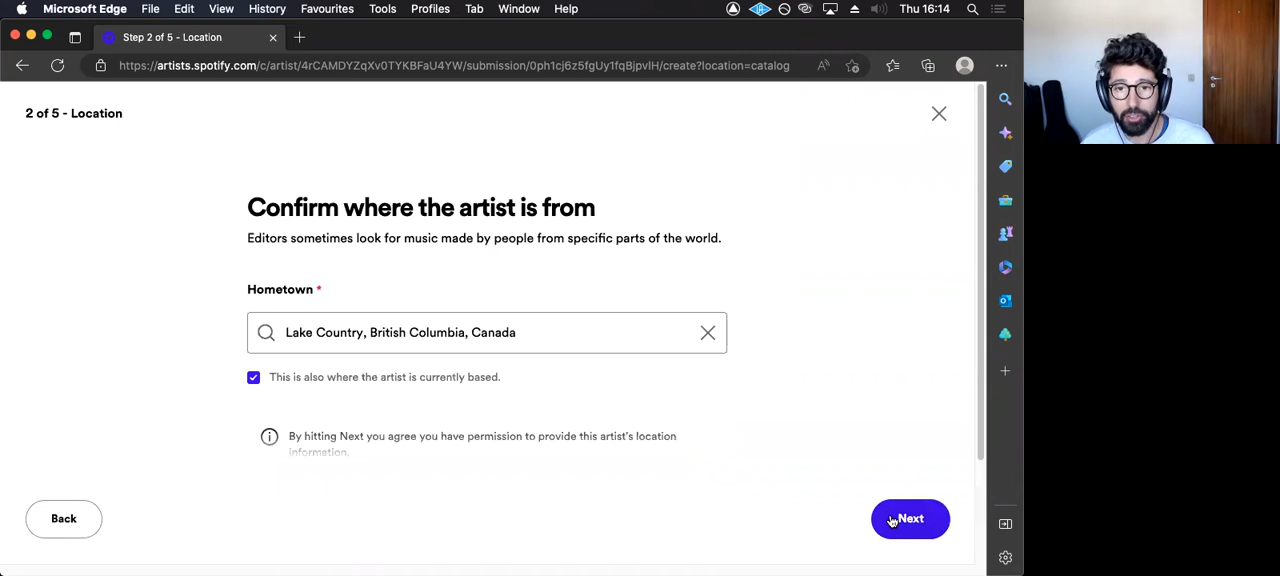 Microsoft Edge File Edit View History Favourites Tools Profiles Tab Window Help Thu 16:14
Step 2 of 5 - Location
https://artists.spotify.com/c/artist/4rCAMDYZqXv0TYKBFaU4YW/submission/0ph1cj6z5fgUy1fqBjpvlH/create?location=catalog
2 of 5 - Location
Confirm where the artist is from
Editors sometimes look for music made by people from specific parts of the world.
Hometown *
Lake Country, British Columbia, Canada
This is also where the artist is currently based.
By hitting Next you agree you have permission to provide this artist's location
information.
Back
Next